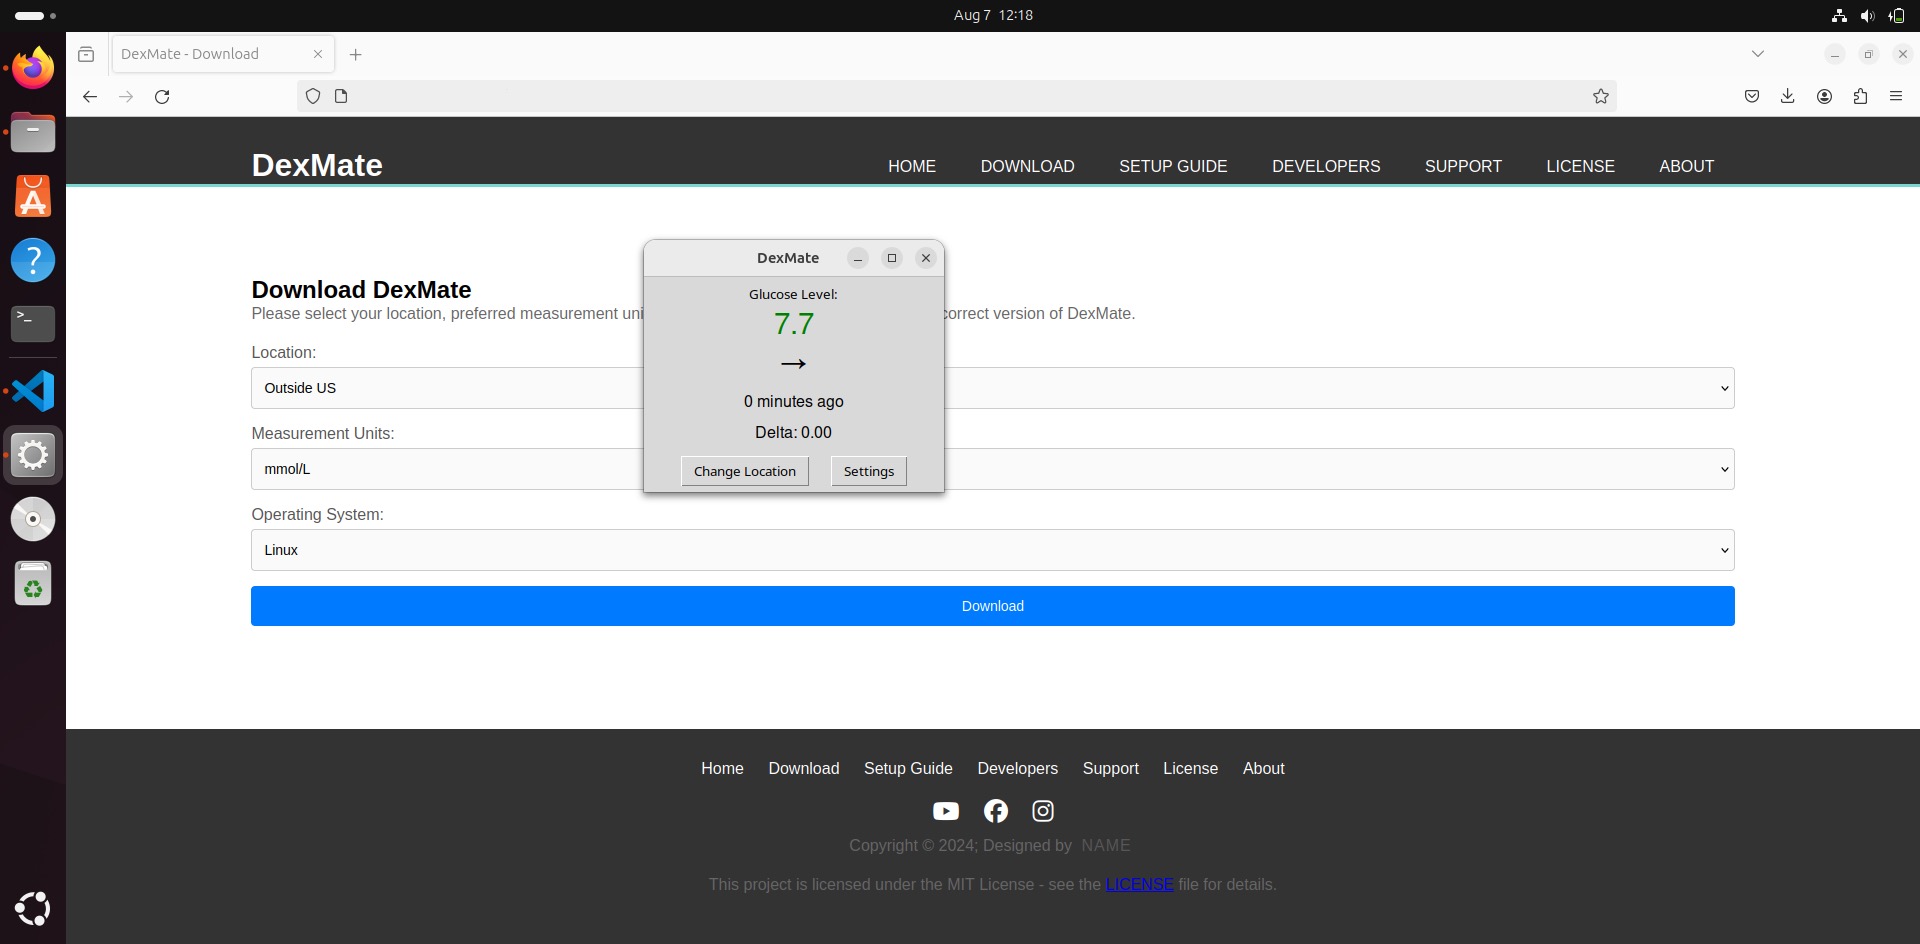 Aug 7 12:18
DexMate - Download
DexMate
HOME DOWNLOAD SETUP GUIDE DEVELOPERS SUPPORT LICENSE ABOUT
Download DexMate
Please select your location, preferred measurement uni
correct version of DexMate.
Location:
Outside US
Measurement Units:
mmol/L
Operating System:
Linux
Download
DexMate
Glucose Level:
7.7
→
0 minutes ago
Delta: 0.00
Change Location Settings
Home Download Setup Guide Developers Support License About
Copyright © 2024; Designed by NAME
This project is licensed under the MIT License - see the LICENSE file for details.